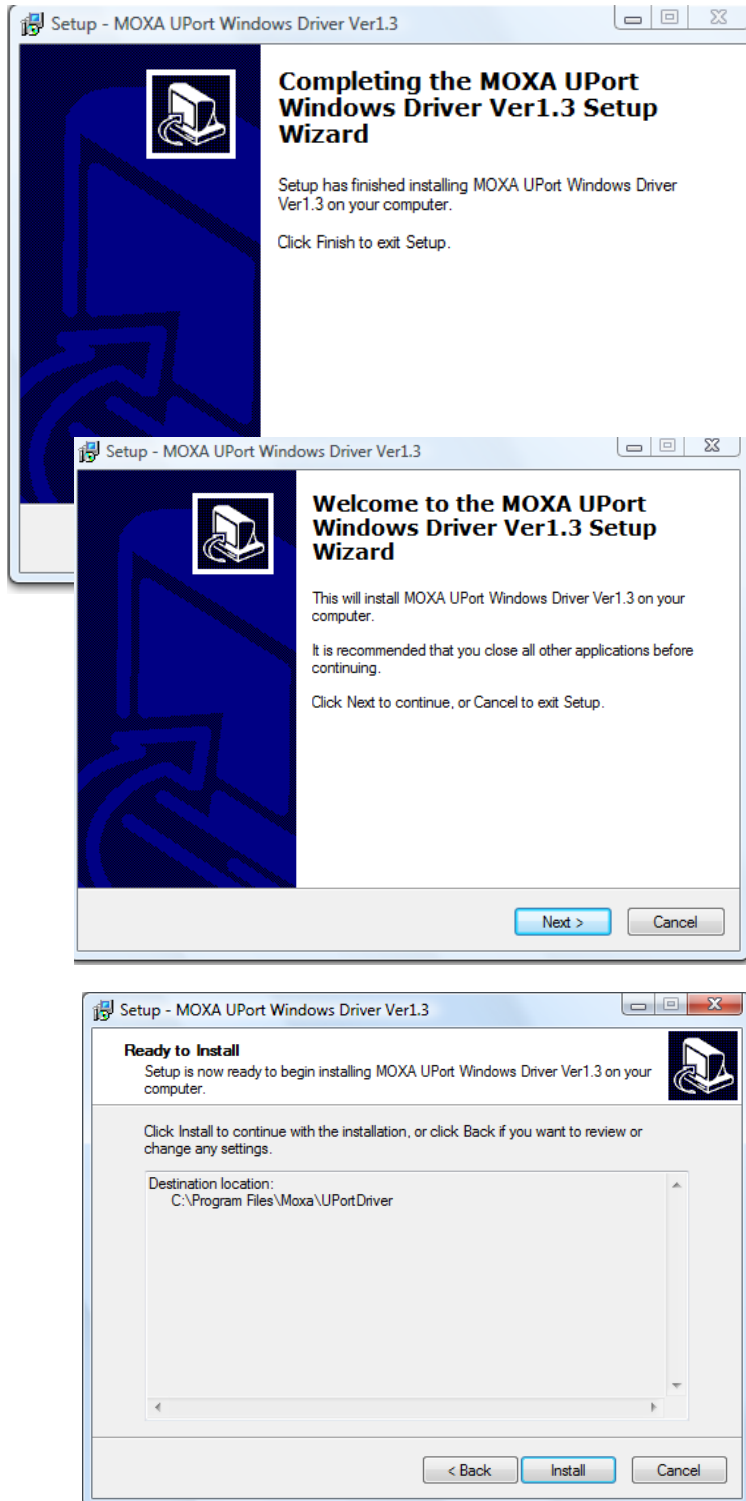 Setup - MOXA UPort Windows Driver Ver1.3
Completing the MOXA UPort
Windows Driver Ver1.3 Setup
Wizard
Setup has finished installing MOXA UPort Windows Driver
Ver1.3 on your computer.
Click Finish to exit Setup.
Setup - MOXA UPort Windows Driver Ver1.3
Welcome to the MOXA UPort
Windows Driver Ver1.3 Setup
Wizard
This will install MOXA UPort Windows Driver Ver1.3 on your
computer.
It is recommended that you close all other applications before
continuing.
Click Next to continue, or Cancel to exit Setup.
Next >
Cancel
Setup - MOXA UPort Windows Driver Ver1.3
Ready to Install
Setup is now ready to begin installing MOXA UPort Windows Driver Ver1.3 on your
computer.
Click Install to continue with the installation, or click Back if you want to review or
change any settings.
Destination location:
C:\Program Files\Moxa\UPortDriver
< Back
Install
Cancel